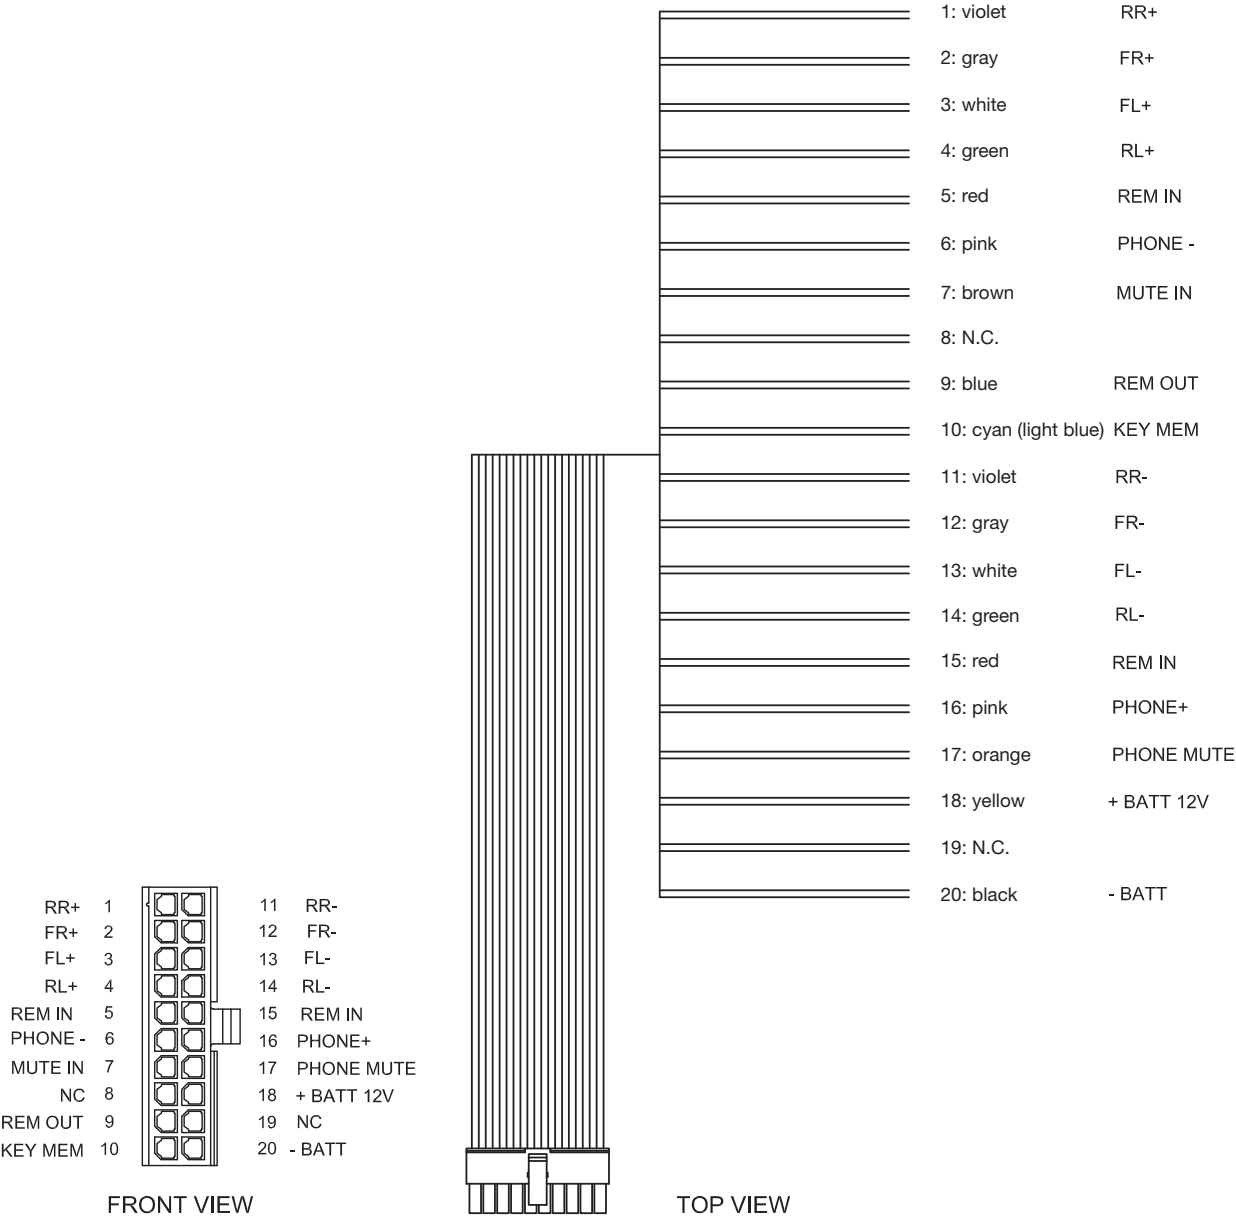 1: violet RR+
2: gray FR+
3: white FL+
4: green RL+
5: red REM IN
6: pink PHONE -
7: brown MUTE IN
8: N.C.
9: blue REM OUT
10: cyan (light blue) KEY MEM
11: violet RR-
12: gray FR-
13: white FL-
14: green RL-
15: red REM IN
16: pink PHONE+
17: orange PHONE MUTE
18: yellow + BATT 12V
19: N.C.
20: black - BATT
RR+ 1 11 RR-
FR+ 2 12 FR-
FL+ 3 13 FL-
RL+ 4 14 RL-
REM IN 5 15 REM IN
PHONE - 6 16 PHONE+
MUTE IN 7 17 PHONE MUTE
NC 8 18 + BATT 12V
REM OUT 9 19 NC
KEY MEM 10 20 - BATT
FRONT VIEW TOP VIEW